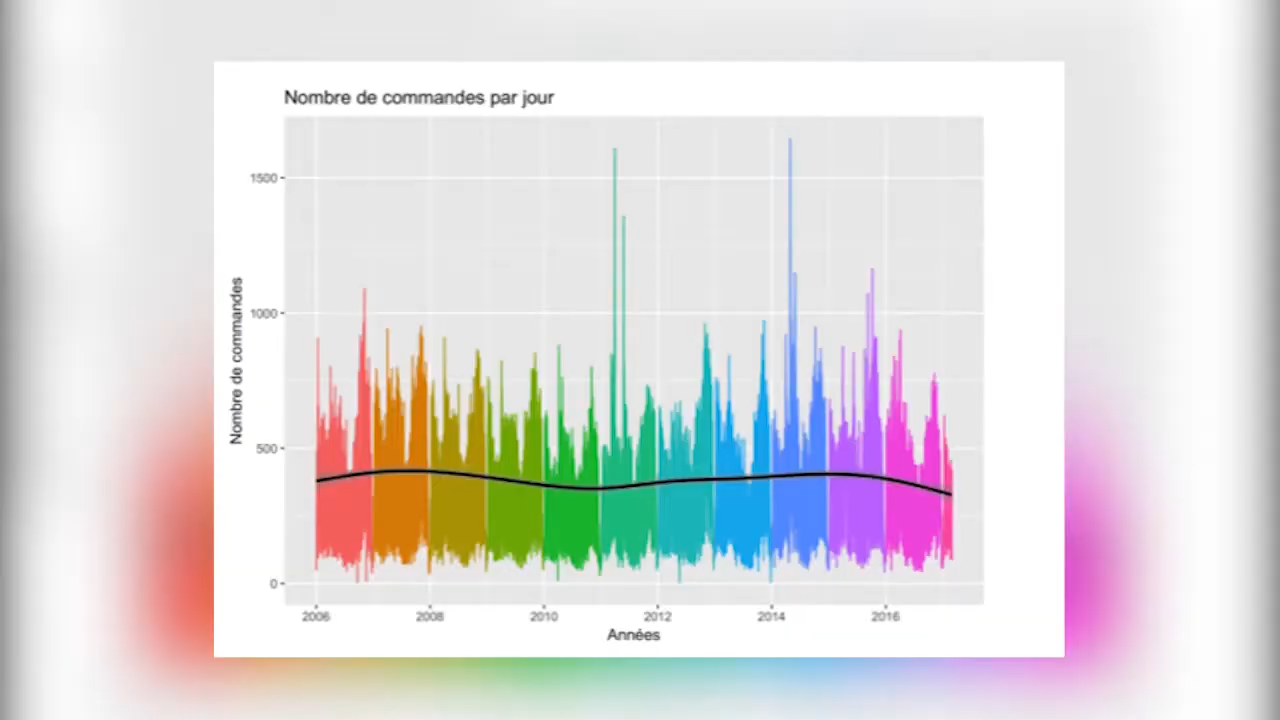 Nombre de commandes par jour
Nombre de commandes
1500
1000
500
0
2006 2008 2010 2012 2014 2016
Années